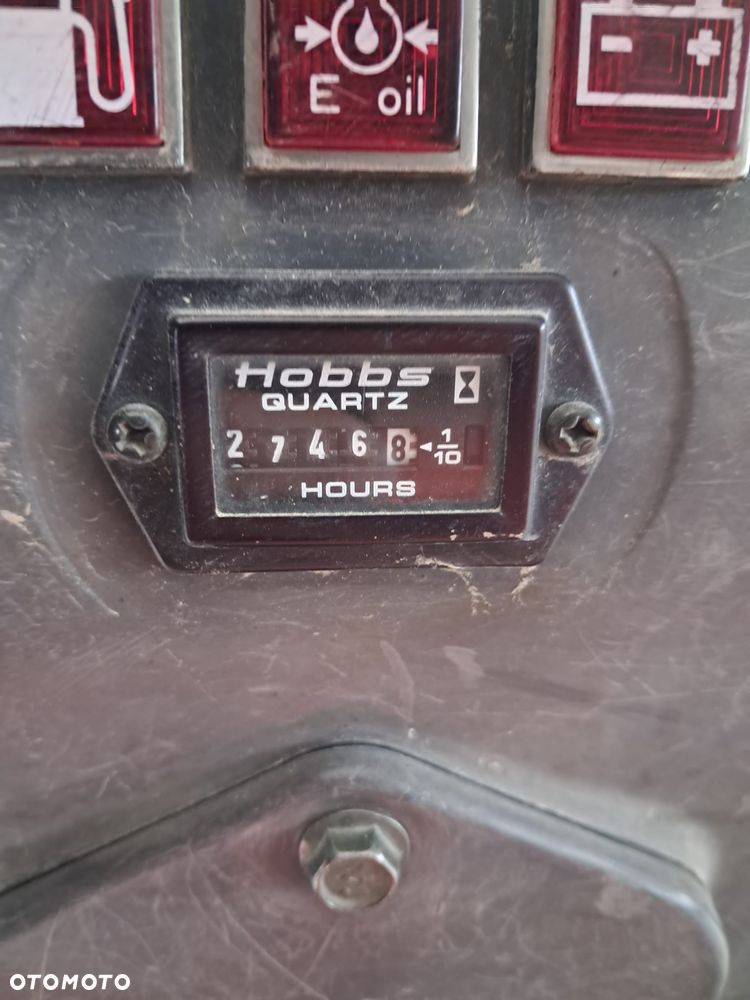 E oil
- +
Hobbs
QUARTZ
2 7 4 6 8 1/10
HOURS
OTOMOTO